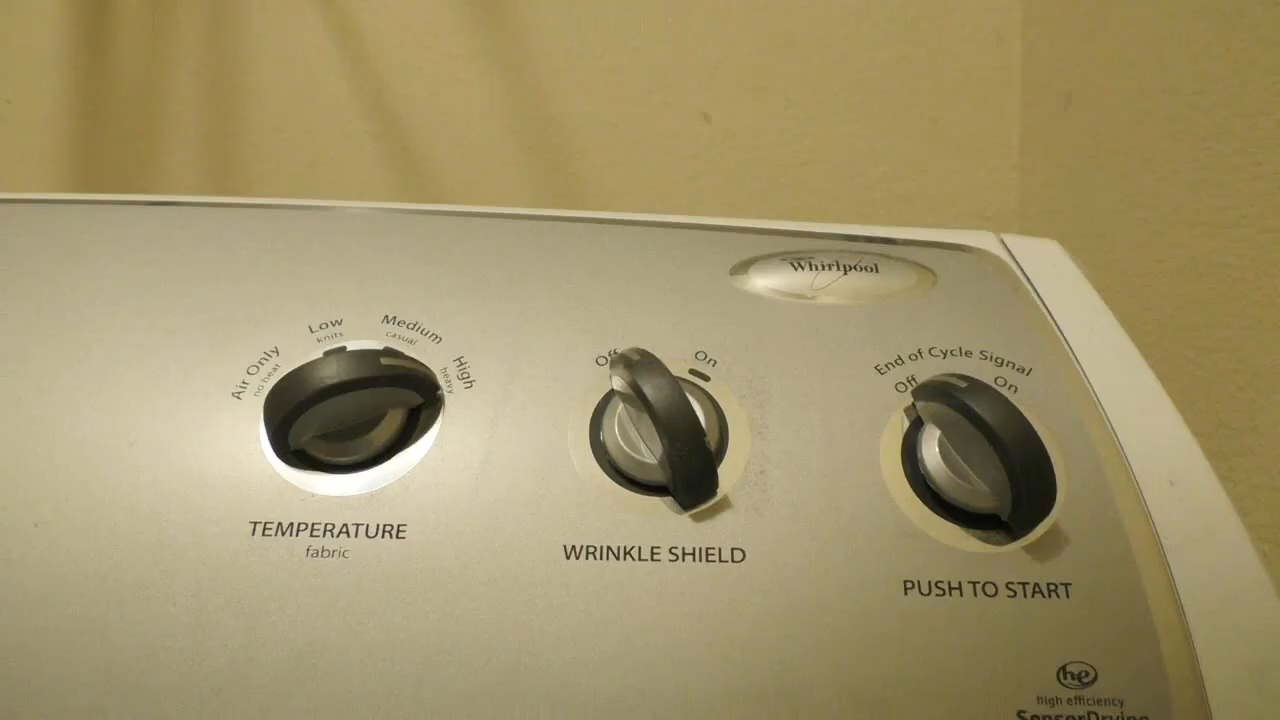 Whirlpool
Air Only
no heat
Low
knits
Medium
casual
High
heavy
TEMPERATURE
fabric
Off
On
WRINKLE SHIELD
End of Cycle Signal
Off
On
PUSH TO START
he
high efficiency
SensorDrying